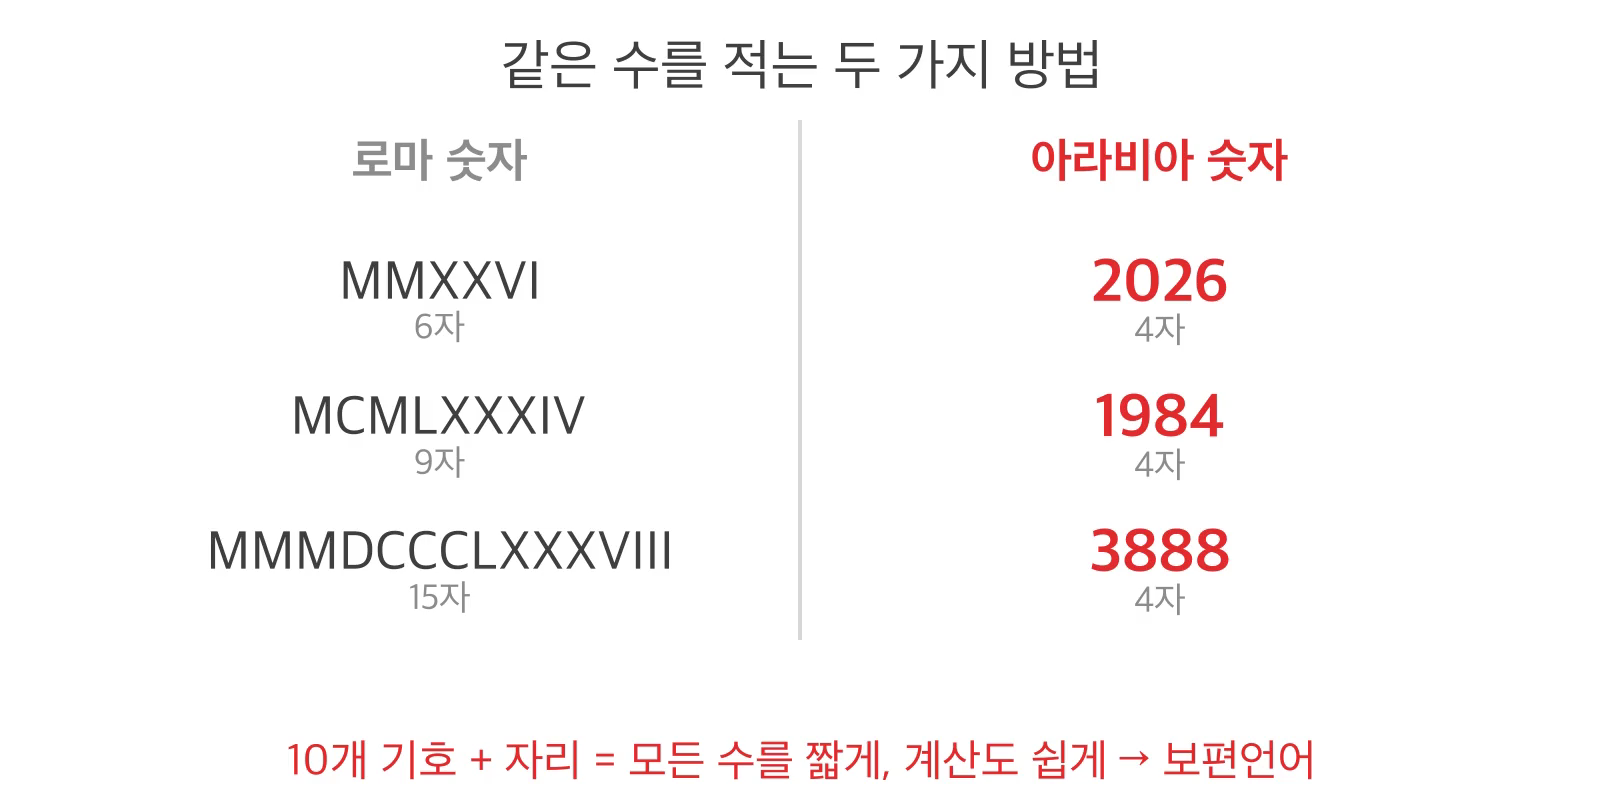 같은 수를 적는 두 가지 방법
로마 숫자
MMXXVI
6자
MCMLXXXIV
9자
MMMDCCCLXXXVIII
15자
아라비아 숫자
2026
4자
1984
4자
3888
4자
10개 기호 + 자리 = 모든 수를 짧게, 계산도 쉽게 → 보편언어